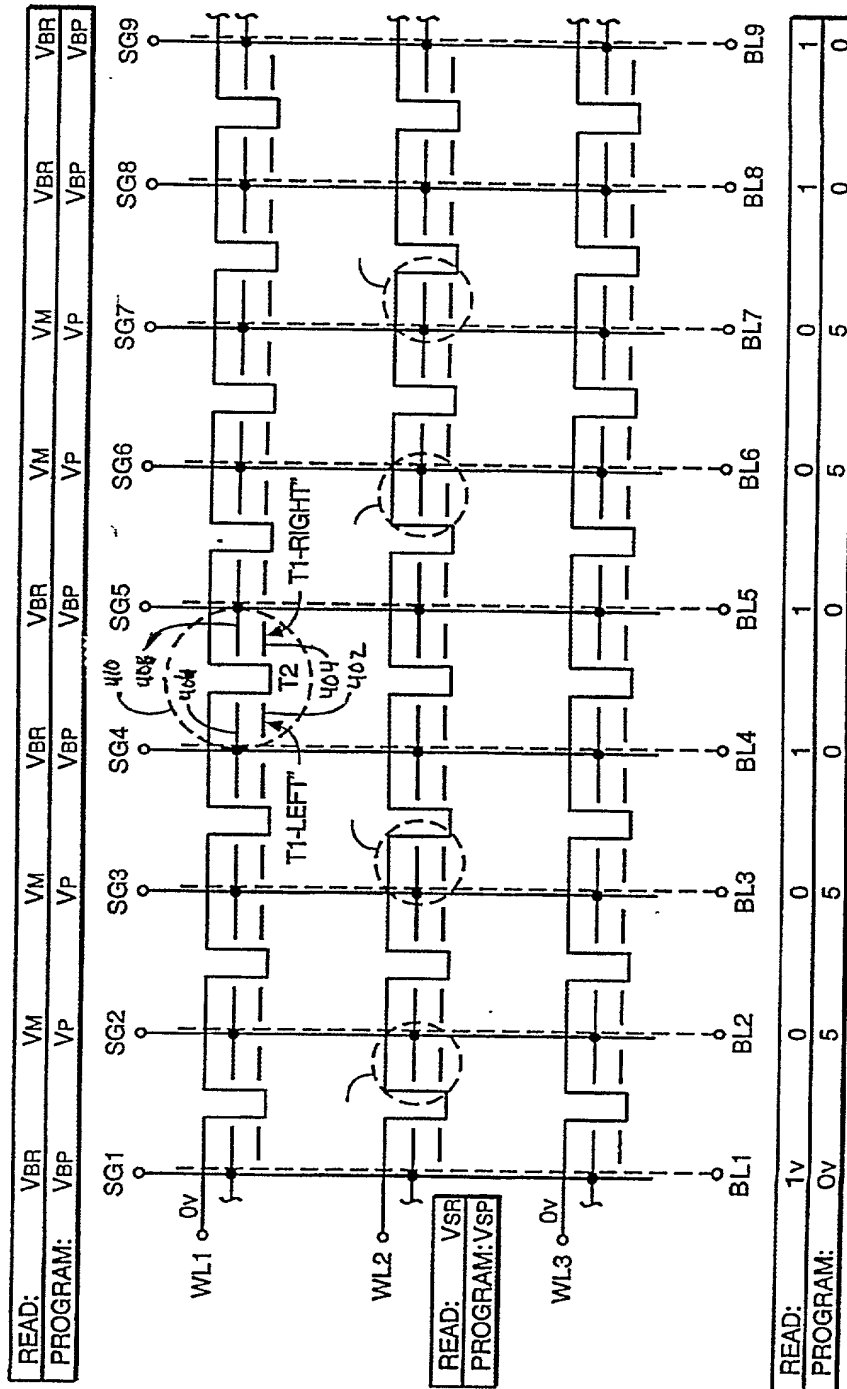 READ: VBR VM VM VBR VBR VM VM VBR VBR
PROGRAM: VBP VP VP VBP VBP VP VP VBP VBP
SG1 SG2 SG3 SG4 SG5 SG6 SG7" SG8 SG9
410
408
WL1 0v
T2
T1-LEFT" T1-RIGHT"
404
402
WL2
READ: VSR
PROGRAM: VSP
WL3 0v
BL1 BL2 BL3 BL4 BL5 BL6 BL7 BL8 BL9
READ: 1v 0 0 1 1 0 0 1 1
PROGRAM: 0v 5 5 0 0 5 5 0 0